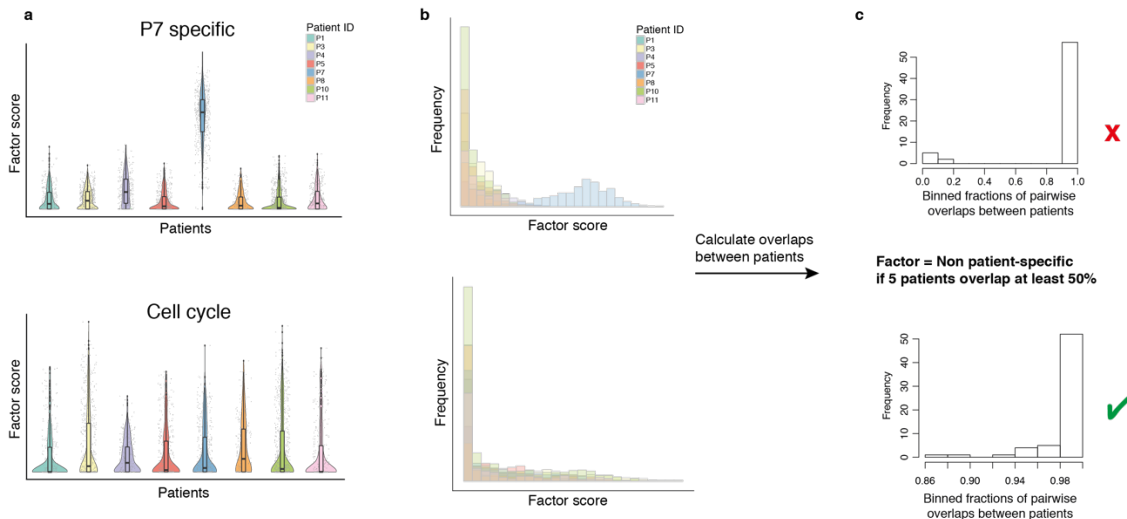 a
P7 specific
Patient ID
P1
P3
P4
P5
P7
P8
P10
P11
Factor score
Patients
Cell cycle
Factor score
Patients
b
Patient ID
P1
P3
P4
P5
P7
P8
P10
P11
Frequency
Factor score
Frequency
Factor score
Calculate overlaps
between patients
c
Frequency
50
40
30
20
10
0
0.0 0.2 0.4 0.6 0.8 1.0
Binned fractions of pairwise
overlaps between patients
X
Factor = Non patient-specific
if 5 patients overlap at least 50%
Frequency
50
40
30
20
10
0
0.86 0.90 0.94 0.98
Binned fractions of pairwise
overlaps between patients